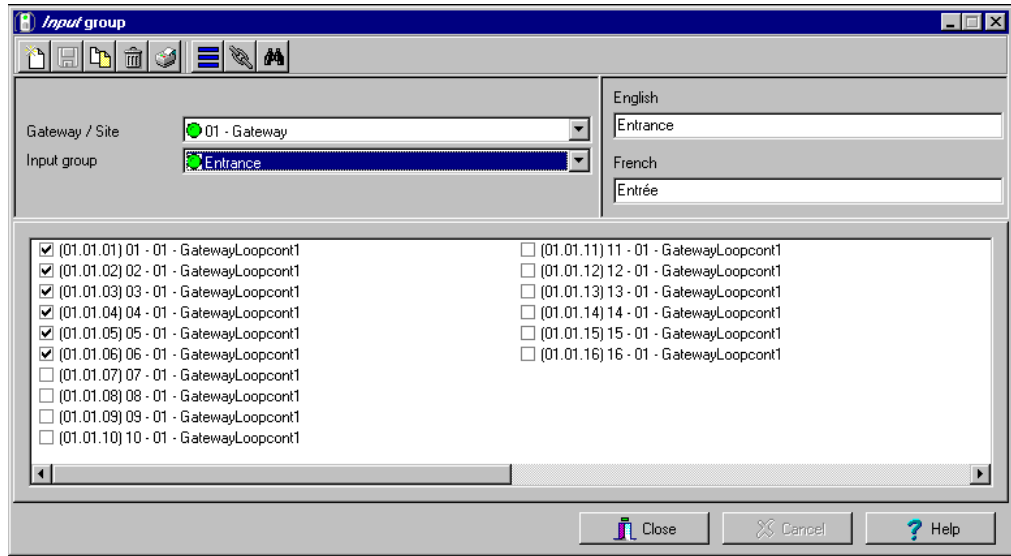 Input group
English
Entrance
Gateway / Site
01 - Gateway
Input group
Entrance
French
Entrée
(01.01.01) 01 - 01 - GatewayLoopcont1
(01.01.02) 02 - 01 - GatewayLoopcont1
(01.01.03) 03 - 01 - GatewayLoopcont1
(01.01.04) 04 - 01 - GatewayLoopcont1
(01.01.05) 05 - 01 - GatewayLoopcont1
(01.01.06) 06 - 01 - GatewayLoopcont1
(01.01.07) 07 - 01 - GatewayLoopcont1
(01.01.08) 08 - 01 - GatewayLoopcont1
(01.01.09) 09 - 01 - GatewayLoopcont1
(01.01.10) 10 - 01 - GatewayLoopcont1
(01.01.11) 11 - 01 - GatewayLoopcont1
(01.01.12) 12 - 01 - GatewayLoopcont1
(01.01.13) 13 - 01 - GatewayLoopcont1
(01.01.14) 14 - 01 - GatewayLoopcont1
(01.01.15) 15 - 01 - GatewayLoopcont1
(01.01.16) 16 - 01 - GatewayLoopcont1
Close
Cancel
Help